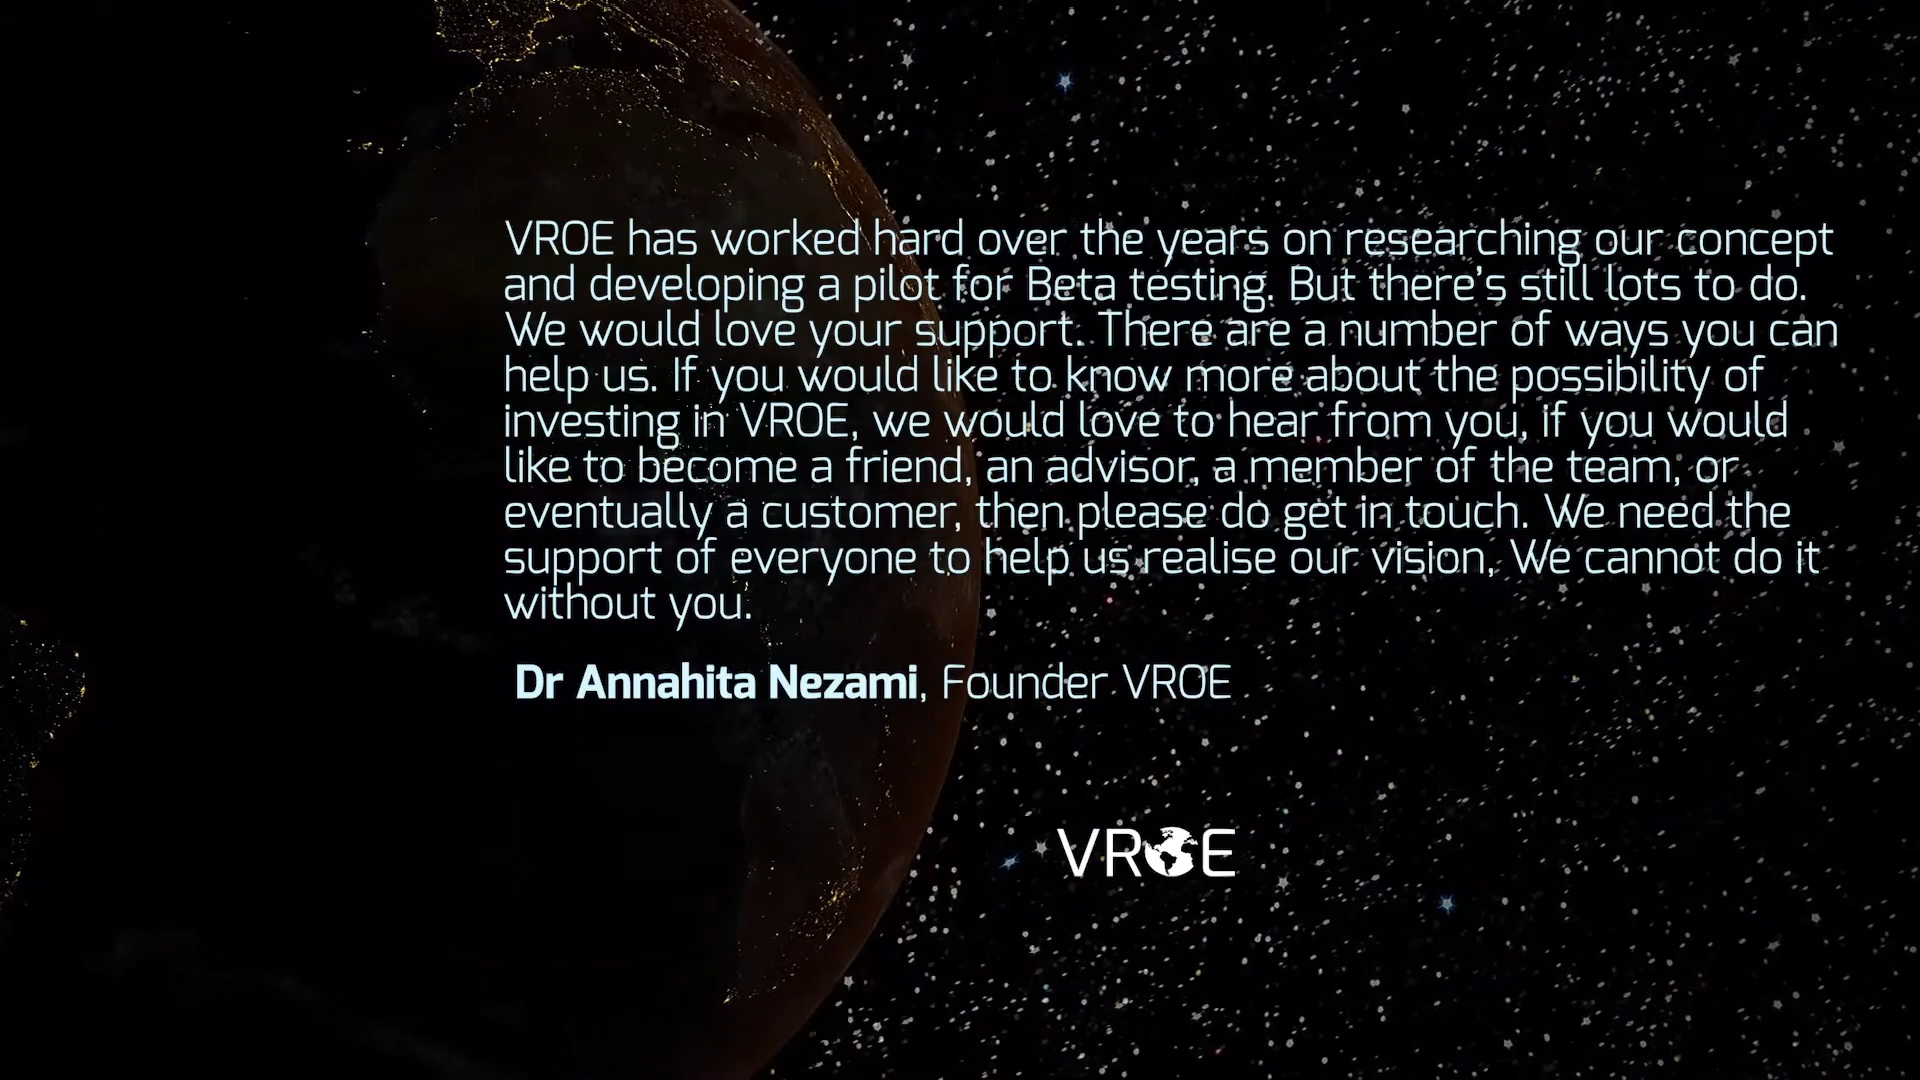 VROE has worked hard over the years on researching our concept
and developing a pilot for Beta testing. But there's still lots to do.
We would love your support. There are a number of ways you can
help us. If you would like to know more about the possibility of
investing in VROE, we would love to hear from you, if you would
like to become a friend, an advisor, a member of the team, or
eventually a customer, then please do get in touch. We need the
support of everyone to help us realise our vision, We cannot do it
without you.
Dr Annahita Nezami, Founder VROE
VROE